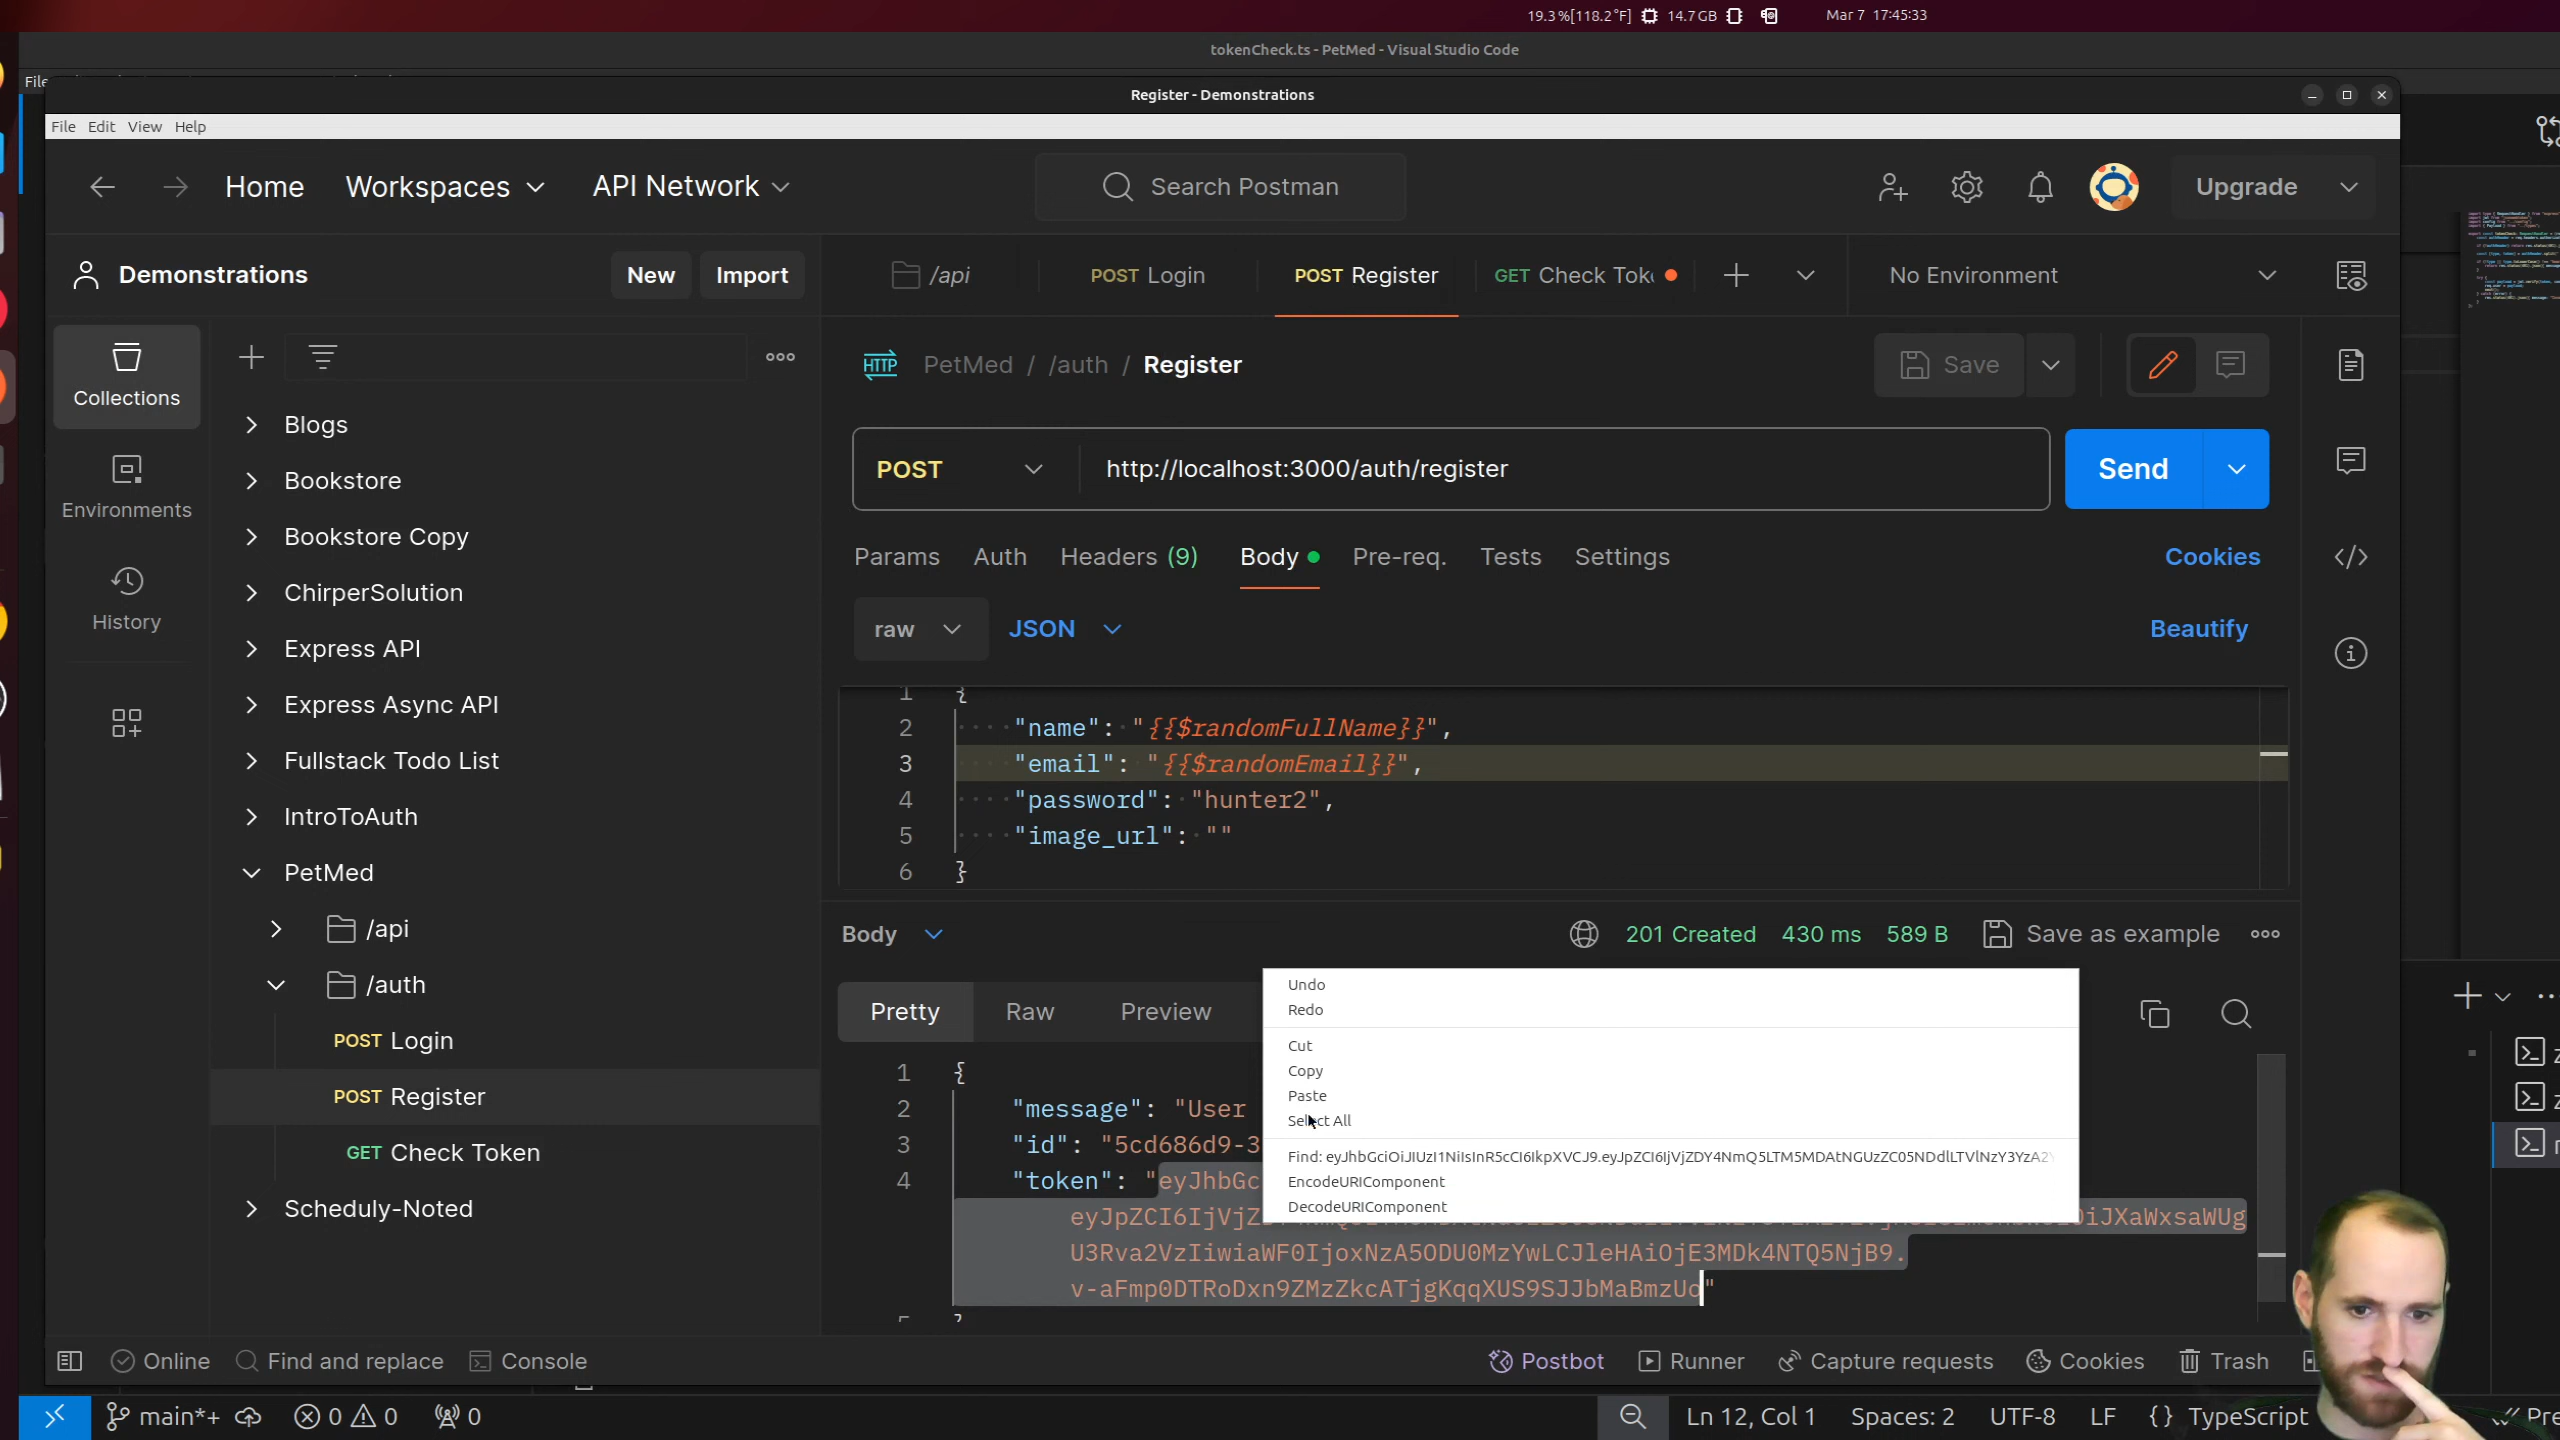 19.3%[118.2°F] 14.7GB Mar 7 17:45:33
tokenCheck.ts - PetMed - Visual Studio Code
File
Register - Demonstrations
File Edit View Help
Home Workspaces API Network Search Postman Upgrade
Demonstrations New Import
/api POST Login POST Register GET Check Tok No Environment
Collections
Environments
History
Blogs
Bookstore
Bookstore Copy
ChirperSolution
Express API
Express Async API
Fullstack Todo List
IntroToAuth
PetMed
/api
/auth
POST Login
POST Register
GET Check Token
Scheduly-Noted
HTTP PetMed / /auth / Register Save
POST http://localhost:3000/auth/register Send
Params Auth Headers (9) Body Pre-req. Tests Settings Cookies
raw JSON Beautify
1 {
2 "name": "{{$randomFullName}}",
3 "email": "{{$randomEmail}}",
4 "password": "hunter2",
5 "image_url": ""
6 }
Body 201 Created 430 ms 589 B Save as example
Pretty Raw Preview
Undo
Redo
Cut
Copy
Paste
Select All
EncodeURIComponent
DecodeURIComponent
1 {
2 "message": "User
3 "id": "5cd686d9-3
4 "token": "eyJhbGc
U3Rva2VzIiwiaWF0IjoxNzA5ODU0MzYwLCJleHAiOjE3MDk4NTQ5NjB9.
v-aFmp0DTRoDxn9ZMzZkcATjgKqqXUS9SJJbMaBmzUo"
Online Find and replace Console Postbot Runner Capture requests Cookies Trash
main*+ 0 0 0 Ln 12, Col 1 Spaces: 2 UTF-8 LF {} TypeScript